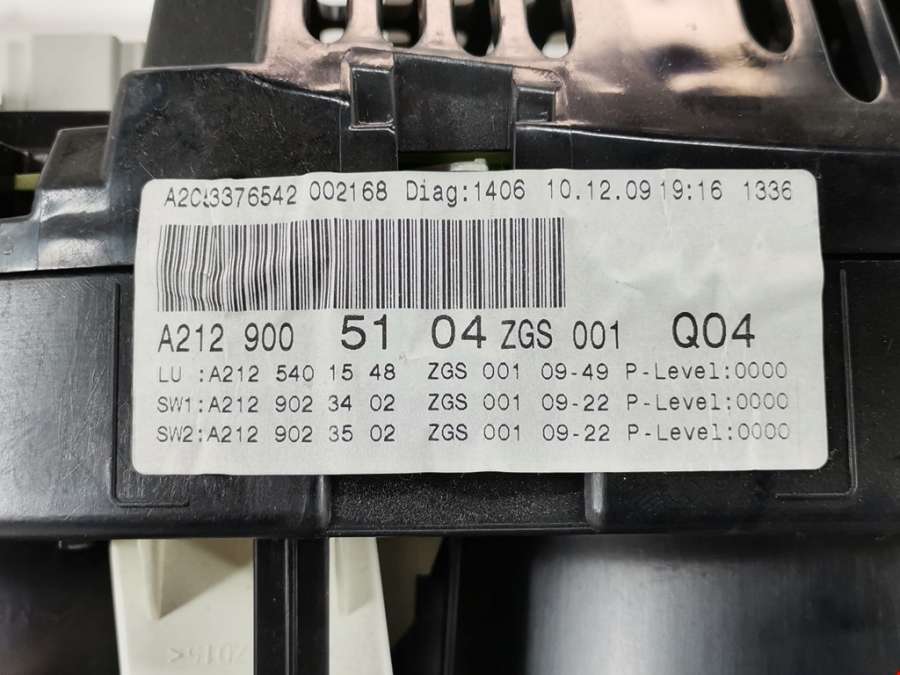 A2C33376542 002168 Diag:1406 10.12.09 19:16 1336
A212 900 51 04 ZGS 001 Q04
LU :A212 540 15 48 ZGS 001 09-49 P-Level:0000
SW1:A212 902 34 02 ZGS 001 09-22 P-Level:0000
SW2:A212 902 35 02 ZGS 001 09-22 P-Level:0000